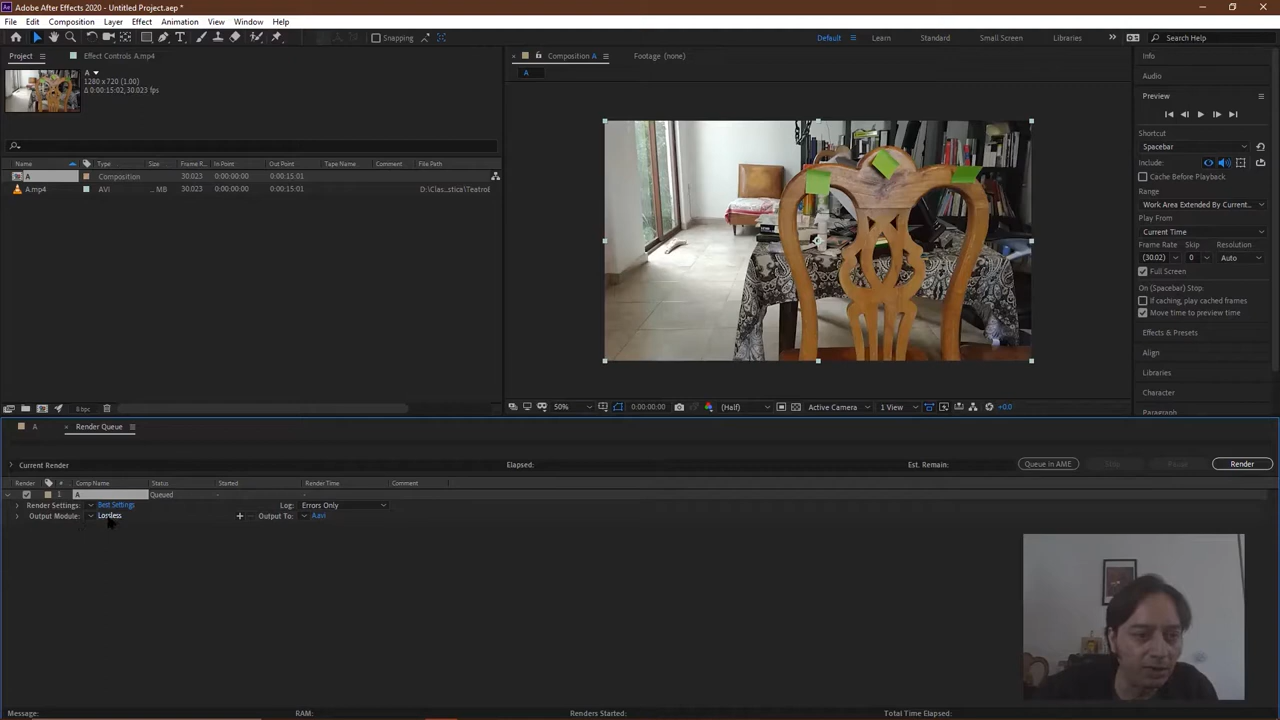 Adobe After Effects 2020 - Untitled Project.aep *
File Edit Composition Layer Effect Animation View Window Help
Snapping Default Learn Standard Small Screen Libraries Search Help
Project Effect Controls A.mp4
Composition A Footage (none)
Info
A
1280 x 720 (1.00)
Δ 0:00:15:02, 30.023 fps
A
Audio
Preview
Shortcut
Spacebar
Include:
Cache Before Playback
Range
Work Area Extended By Current...
Play From
Current Time
Frame Rate Skip Resolution
(30.02) 0 Auto
Full Screen
On (Spacebar) Stop:
If caching, play cached frames
Move time to preview time
Effects & Presets
Align
Libraries
Character
Paragraph
Name Type Size Frame R... In Point Out Point Tape Name Comment File Path
A Composition 30.023 0:00:00:00 0:00:15:01
A.mp4 AVI ... MB 30.023 0:00:00:00 0:00:15:01 D:\Clas...stica\Teatro\
8 bpc
50% 0:00:00:00 (Half) Active Camera 1 View +0.0
A Render Queue
Current Render Elapsed: Est. Remain: Queue in AME Stop Pause Render
Render # Comp Name Status Started Render Time Comment
1 A Queued - -
Render Settings: Best Settings Log: Errors Only
Output Module: Lossless Output To: A.avi
Message: RAM: Renders Started: Total Time Elapsed: